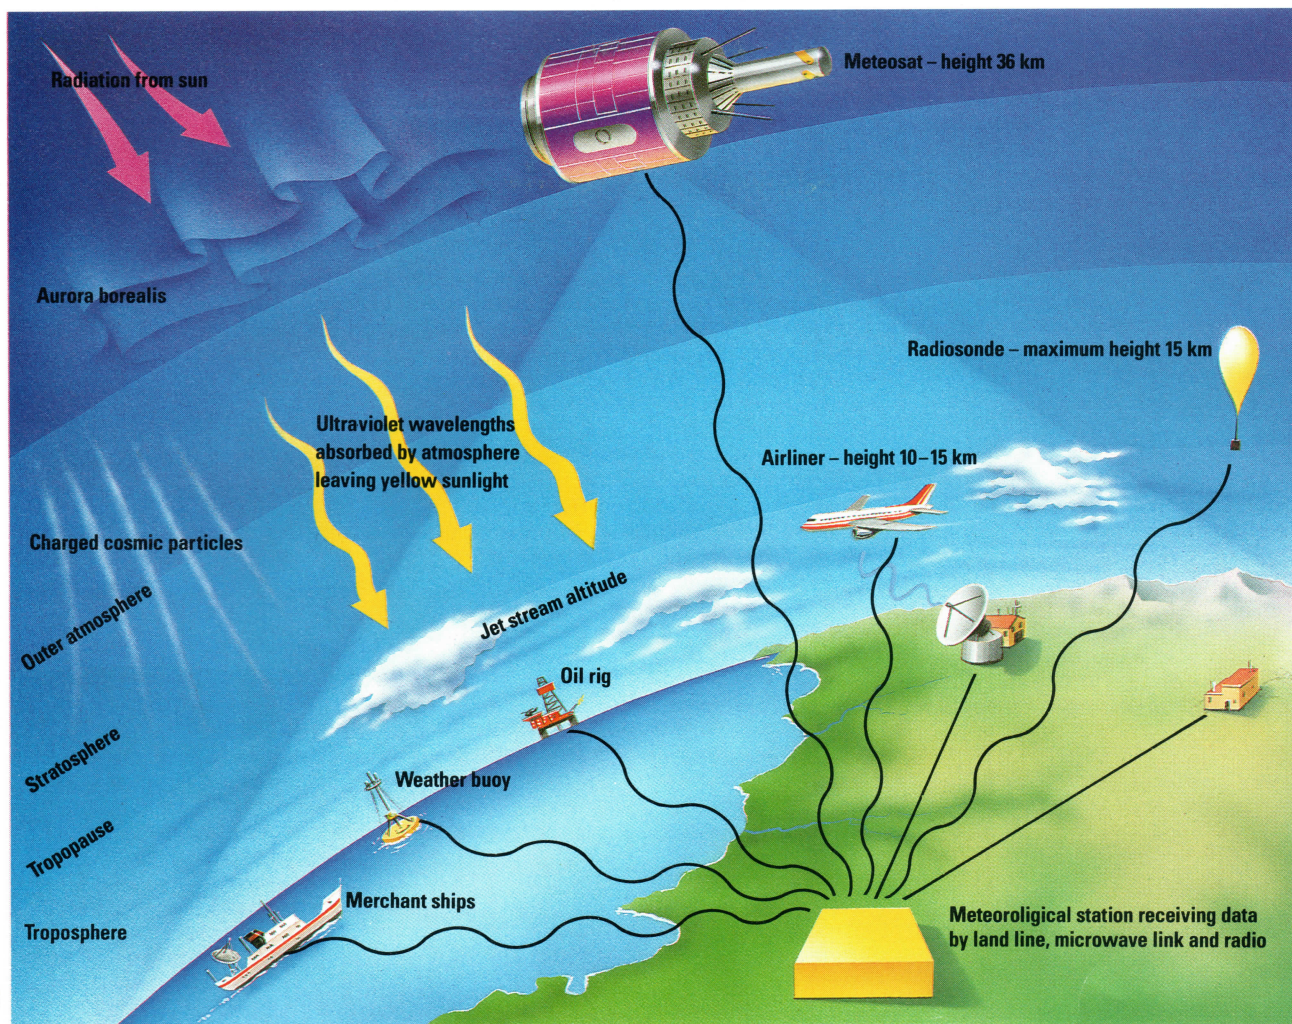 Radiation from sun
Meteosat – height 36 km
Aurora borealis
Radiosonde – maximum height 15 km
Ultraviolet wavelengths
absorbed by atmosphere
leaving yellow sunlight
Airliner – height 10–15 km
Charged cosmic particles
Outer atmosphere
Jet stream altitude
Oil rig
Stratosphere
Weather buoy
Tropopause
Merchant ships
Troposphere
Meteoroligical station receiving data
by land line, microwave link and radio